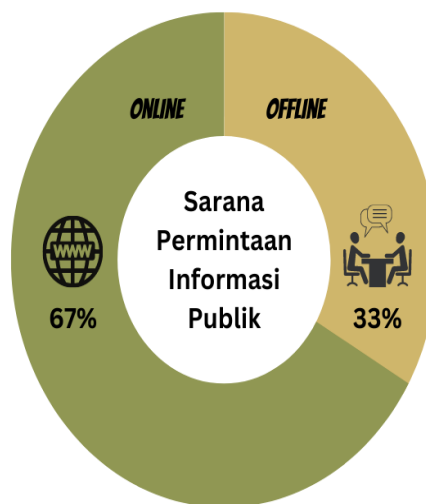 ONLINE
OFFLINE
Sarana
Permintaan
Informasi
Publik
WWW
67%
33%